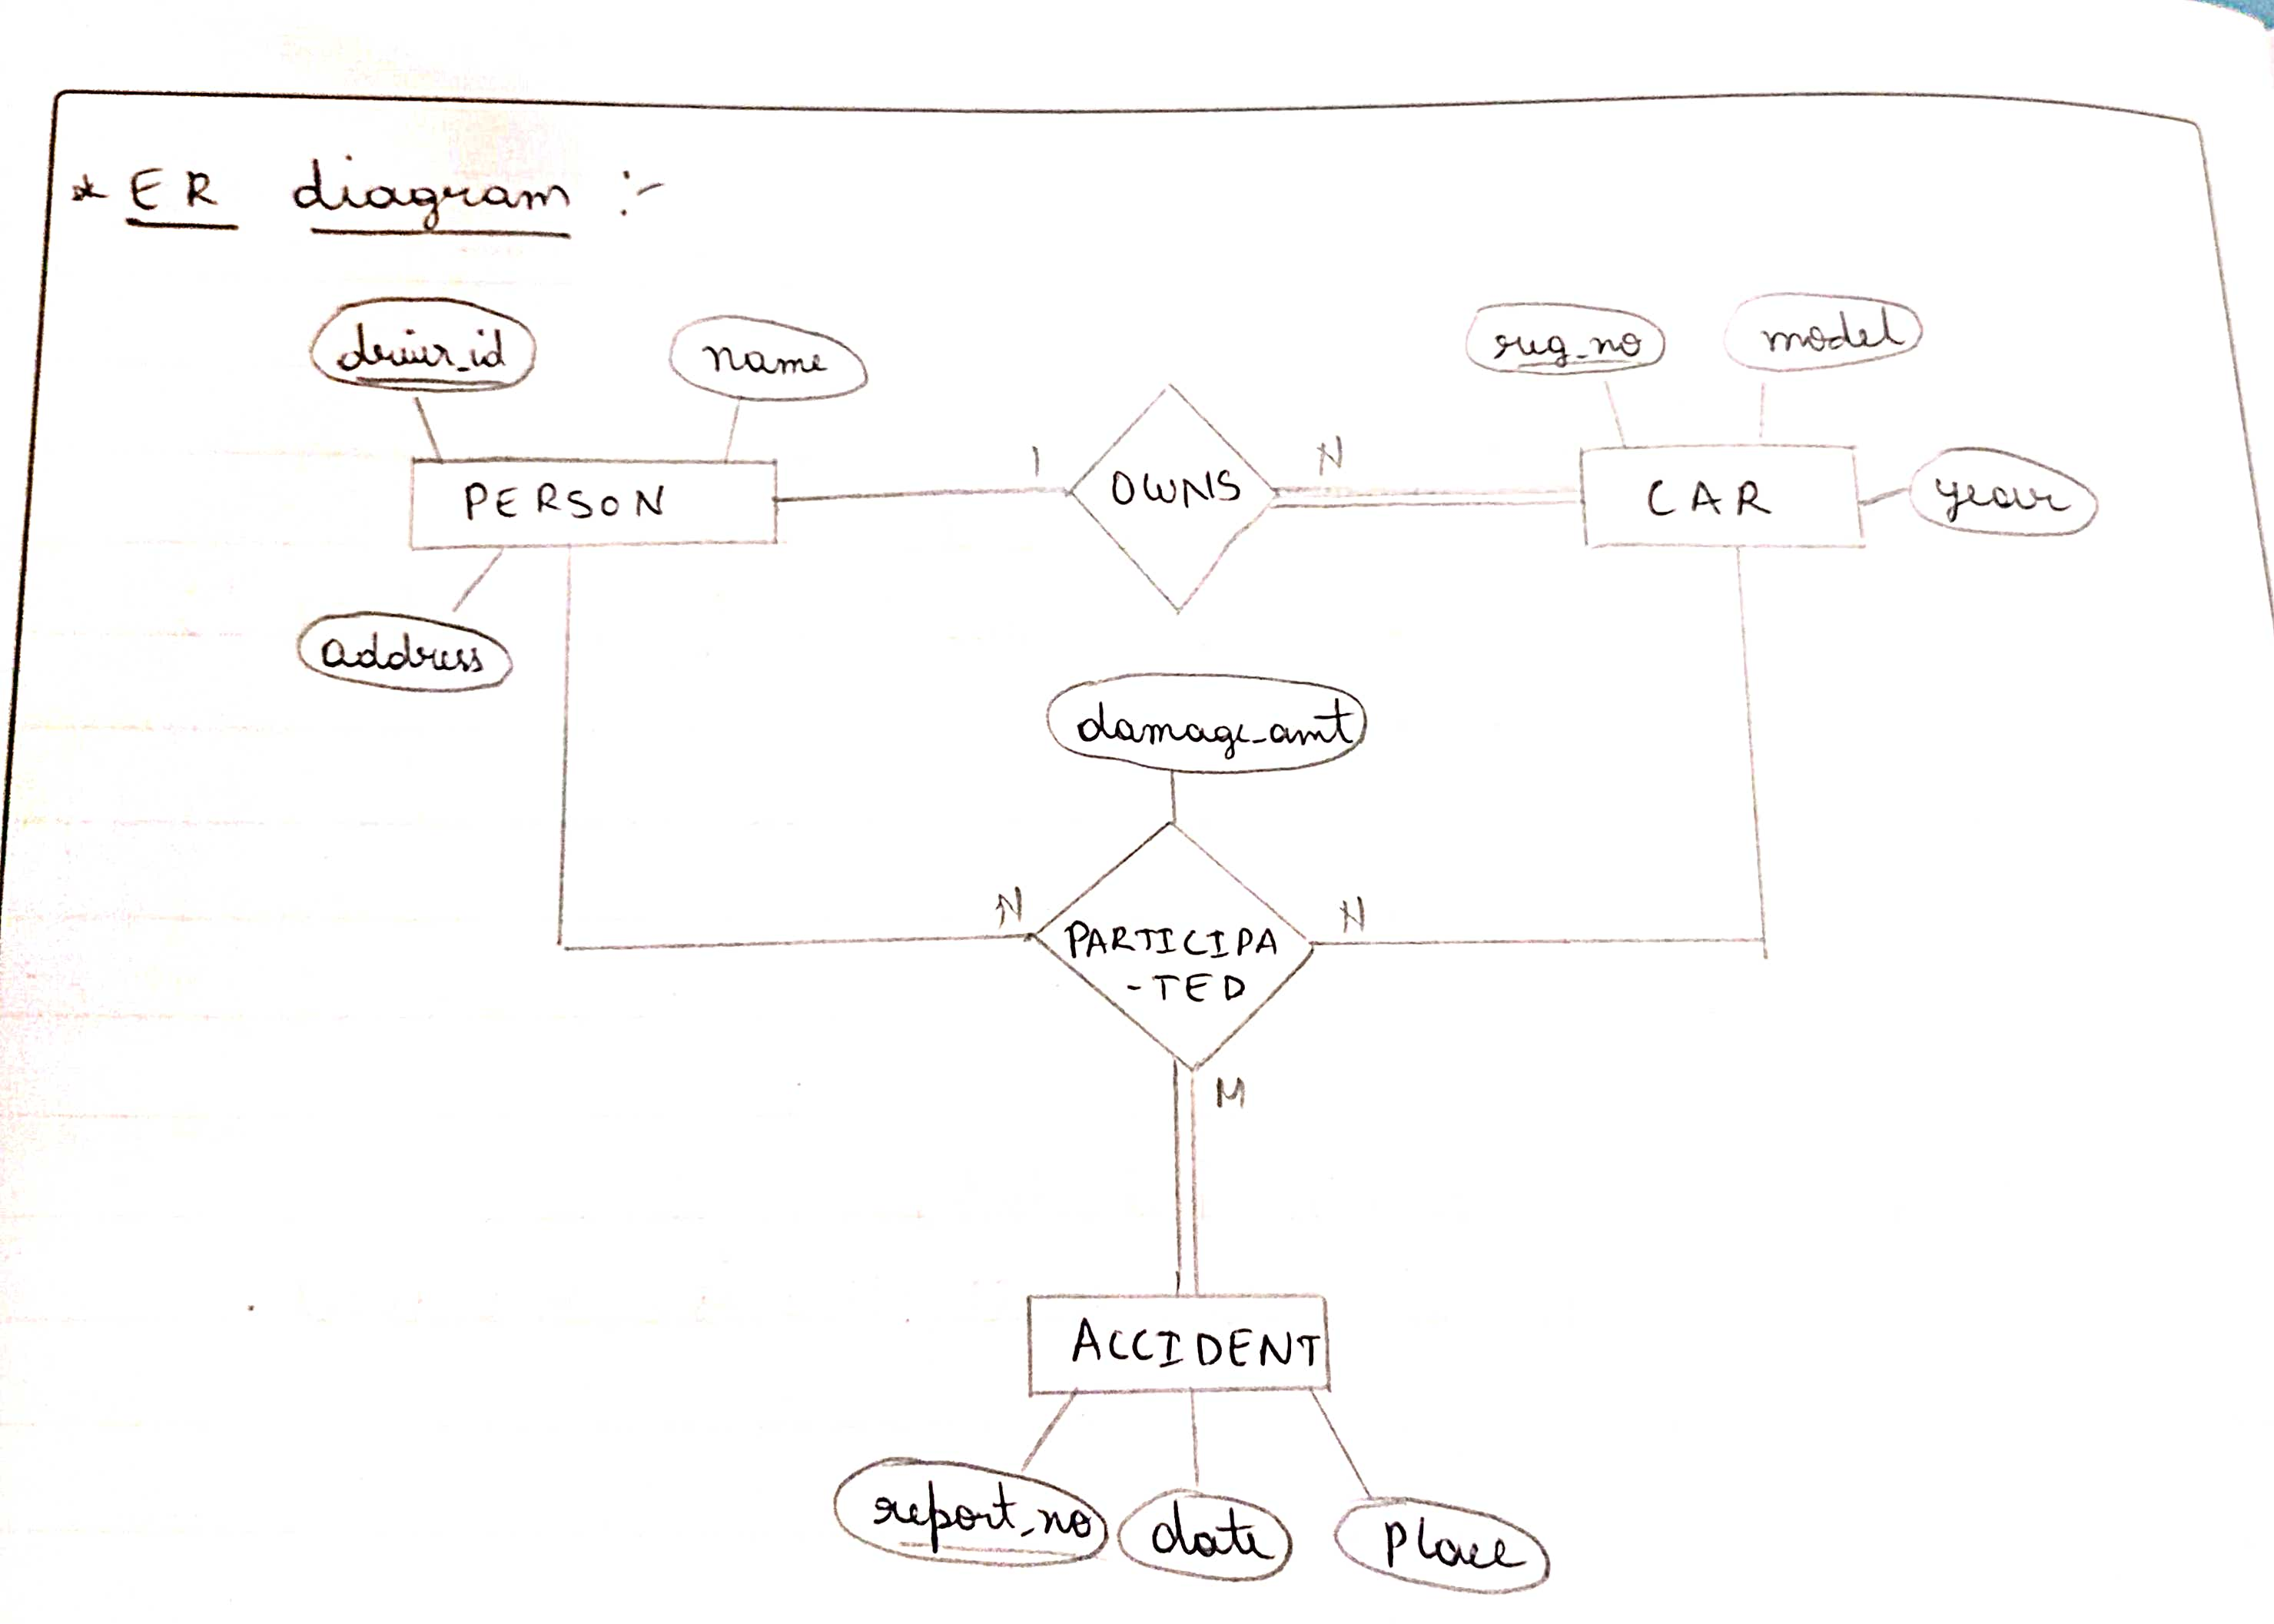 * ER diagram :-
driver_id
name
reg_no
model
PERSON
1
OWNS
N
CAR
year
address
damage_amt
N
PARTICIPA
-TED
N
M
ACCIDENT
report_no
date
Place